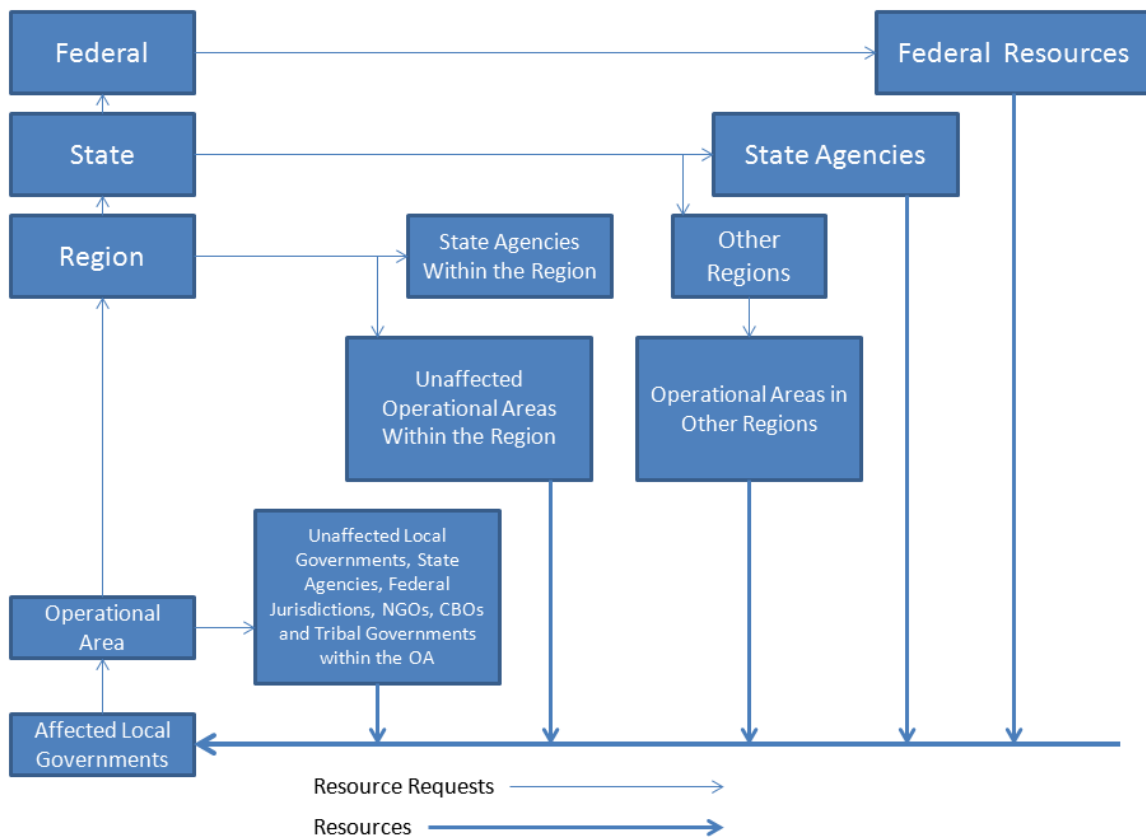 Federal
Federal Resources
State
State Agencies
Region
State Agencies
Within the Region
Other
Regions
Unaffected
Operational Areas
Within the Region
Operational Areas in
Other Regions
Unaffected Local
Governments, State
Agencies, Federal
Jurisdictions, NGOs, CBOs
and Tribal Governments
within the OA
Operational
Area
Affected Local
Governments
Resource Requests
Resources